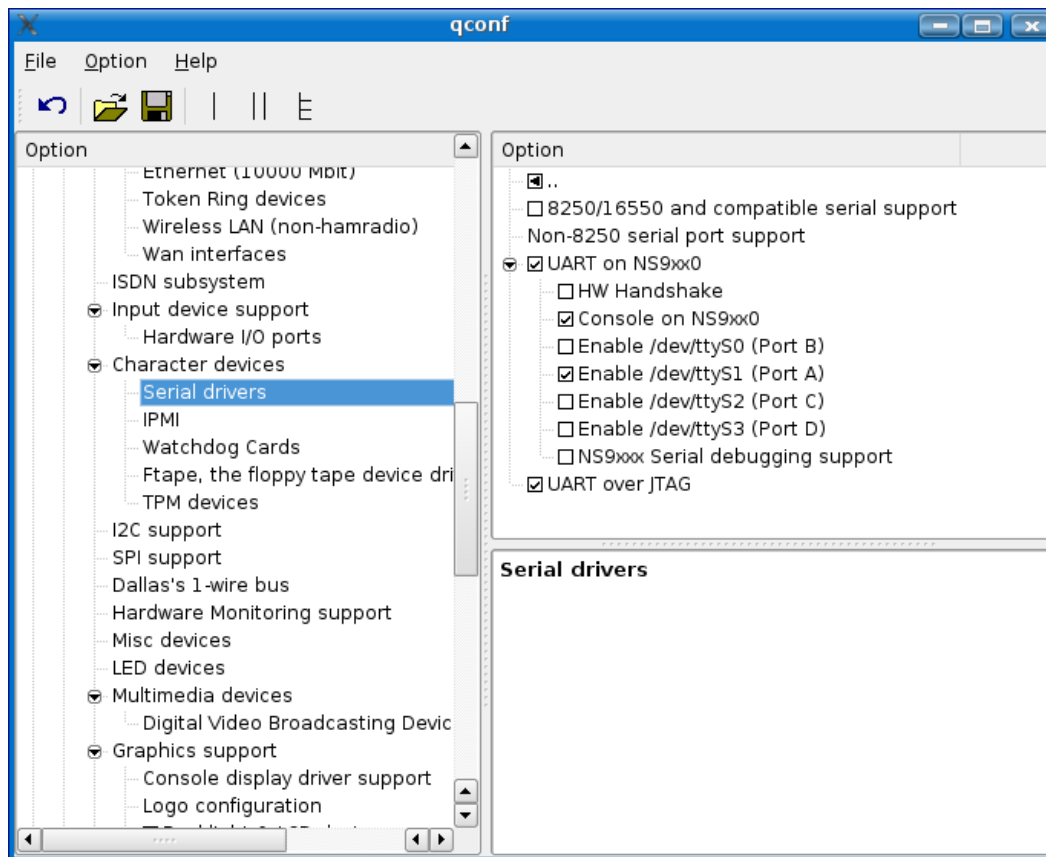 qconf
File Option Help
Option
Ethernet (10000 Mbit)
Token Ring devices
Wireless LAN (non-hamradio)
Wan interfaces
ISDN subsystem
Input device support
Hardware I/O ports
Character devices
Serial drivers
IPMI
Watchdog Cards
Ftape, the floppy tape device dri
TPM devices
I2C support
SPI support
Dallas's 1-wire bus
Hardware Monitoring support
Misc devices
LED devices
Multimedia devices
Digital Video Broadcasting Devic
Graphics support
Console display driver support
Logo configuration
Option
..
8250/16550 and compatible serial support
Non-8250 serial port support
UART on NS9xx0
HW Handshake
Console on NS9xx0
Enable /dev/ttyS0 (Port B)
Enable /dev/ttyS1 (Port A)
Enable /dev/ttyS2 (Port C)
Enable /dev/ttyS3 (Port D)
NS9xxx Serial debugging support
UART over JTAG
Serial drivers